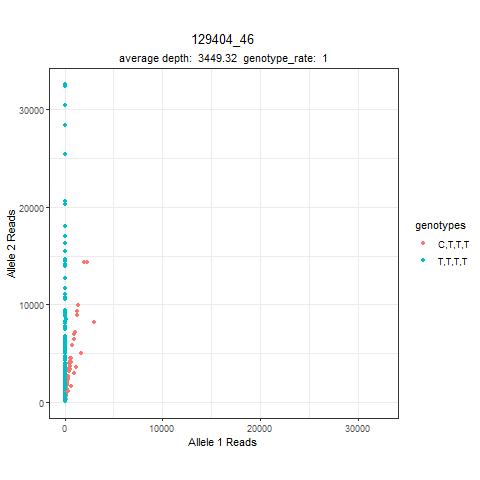 129404_46
average depth:  3449.32  genotype_rate:  1
Allele 2 Reads
30000
20000
10000
0
0
10000
20000
30000
Allele 1 Reads
genotypes
C,T,T,T
T,T,T,T